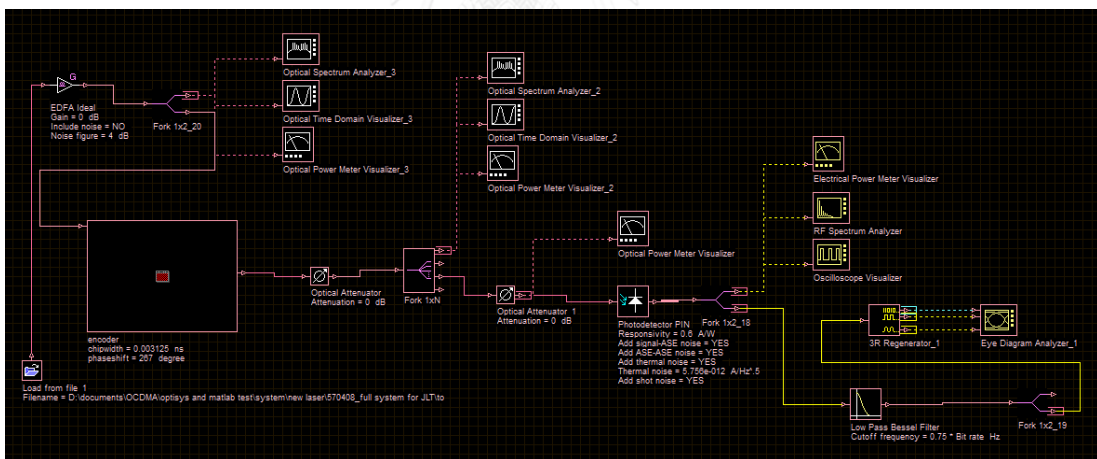 G
EDFA Ideal
Gain = 0 dB
Include noise = NO
Noise figure = 4 dB
Fork 1x2_20
Optical Spectrum Analyzer_3
Optical Time Domain Visualizer_3
Optical Power Meter Visualizer_3
Optical Spectrum Analyzer_2
Optical Time Domain Visualizer_2
Optical Power Meter Visualizer_2
Electrical Power Meter Visualizer
RF Spectrum Analyzer
Oscilloscope Visualizer
Optical Power Meter Visualizer
encoder
chipwidth = 0.003125 ns
phaseshift = 267 degree
Optical Attenuator
Attenuation = 0 dB
Fork 1xN
Optical Attenuator 1
Attenuation = 0 dB
Photodetector PIN
Responsivity = 0.6 A/W
Add signal-ASE noise = YES
Add ASE-ASE noise = YES
Add thermal noise = YES
Thermal noise = 5.756e-012 A/Hz^.5
Add shot noise = YES
Fork 1x2_18
3R Regenerator_1
Eye Diagram Analyzer_1
Load from file 1
Filename = D:\documents\OCDMA\optisys and matlab test\system\new laser\570408_full system for JLT\to
Low Pass Bessel Filter
Cutoff frequency = 0.75 * Bit rate Hz
Fork 1x2_19